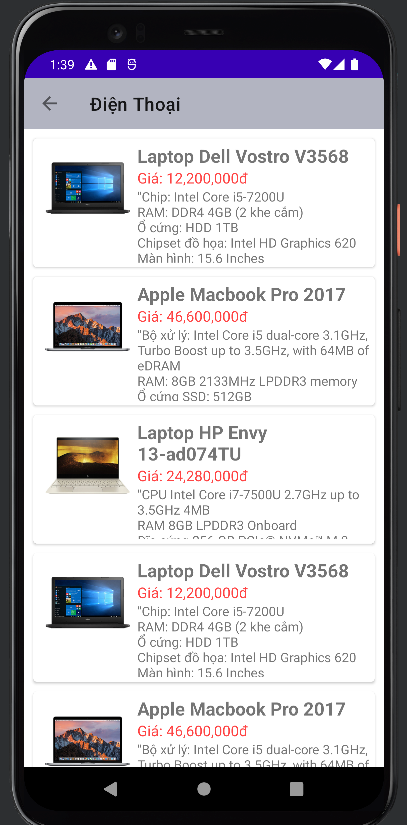 1:39
Điện Thoại
Laptop Dell Vostro V3568
Giá: 12,200,000đ
"Chip: Intel Core i5-7200U
RAM: DDR4 4GB (2 khe cắm)
Ổ cứng: HDD 1TB
Chipset đồ họa: Intel HD Graphics 620
Màn hình: 15.6 Inches
Apple Macbook Pro 2017
Giá: 46,600,000đ
"Bộ xử lý: Intel Core i5 dual-core 3.1GHz,
Turbo Boost up to 3.5GHz, with 64MB of
eDRAM
RAM: 8GB 2133MHz LPDDR3 memory
Ổ cứng SSD: 512GB
Laptop HP Envy
13-ad074TU
Giá: 24,280,000đ
"CPU Intel Core i7-7500U 2.7GHz up to
3.5GHz 4MB
RAM 8GB LPDDR3 Onboard
Laptop Dell Vostro V3568
Giá: 12,200,000đ
"Chip: Intel Core i5-7200U
RAM: DDR4 4GB (2 khe cắm)
Ổ cứng: HDD 1TB
Chipset đồ họa: Intel HD Graphics 620
Màn hình: 15.6 Inches
Apple Macbook Pro 2017
Giá: 46,600,000đ
"Bộ xử lý: Intel Core i5 dual-core 3.1GHz,
Turbo Boost up to 3.5GHz, with 64MB of